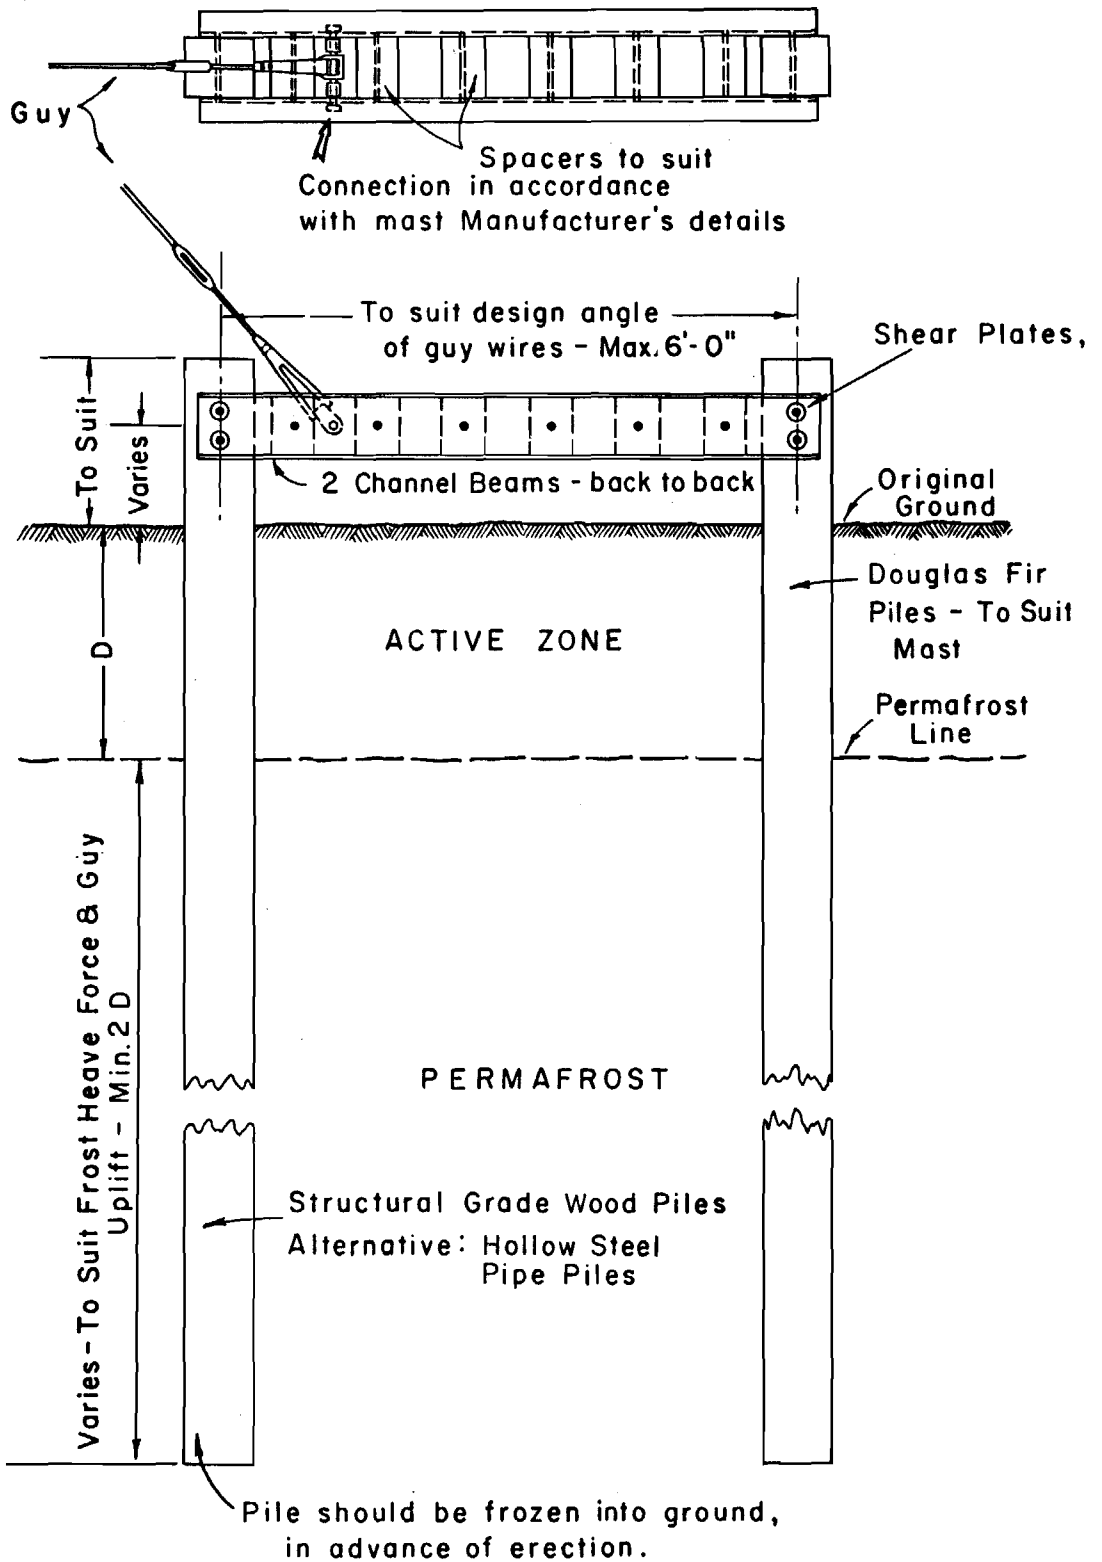 Guy
Spacers to suit
Connection in accordance
with mast Manufacturer's details
To suit design angle
of guy wires - Max. 6'-0"
Shear Plates,
To Suit
Varies
2 Channel Beams - back to back
Original
Ground
Douglas Fir
Piles - To Suit
Mast
D
ACTIVE ZONE
Permafrost
Line
Varies - To Suit Frost Heave Force & Guy
Uplift - Min. 2 D
PERMAFROST
Structural Grade Wood Piles
Alternative: Hollow Steel
Pipe Piles
Pile should be frozen into ground,
in advance of erection.